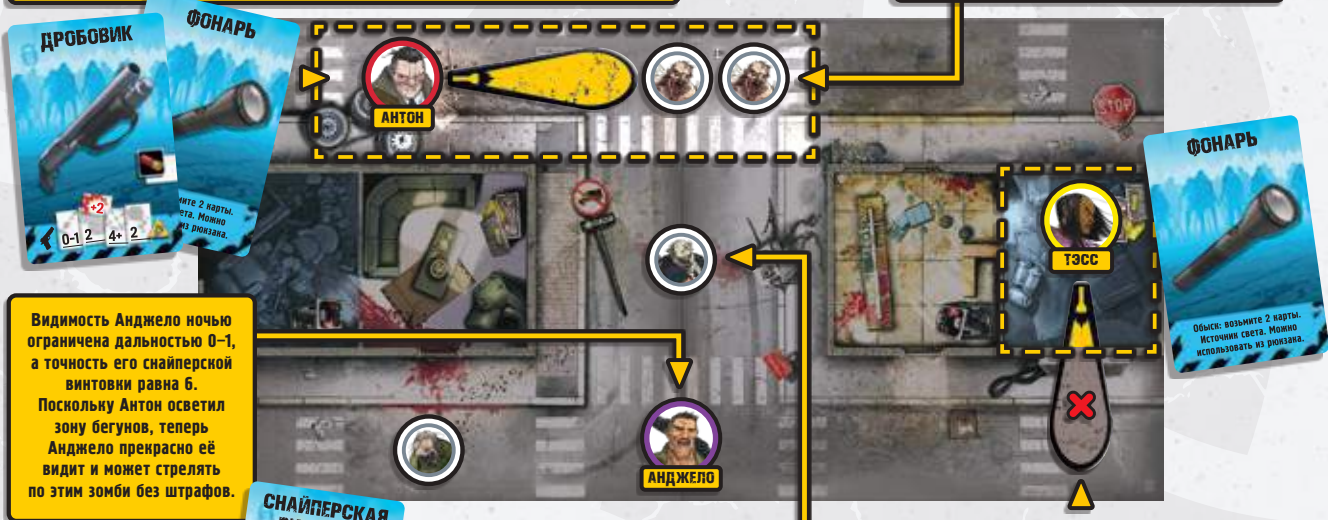 ДРОБОВИК
ФОНАРЬ
+2
0-1 2 4+ 2
мите 2 карты.
ета. Можно
из рюкзака.
АНТОН
STOP
ФОНАРЬ
Обыск: возьмите 2 карты.
Источник света. Можно
использовать из рюкзака.
ТЭСС
Видимость Анджело ночью
ограничена дальностью 0–1,
а точность его снайперской
винтовки равна 6.
Поскольку Антон осветил
зону бегунов, теперь
Анджело прекрасно её
видит и может стрелять
по этим зомби без штрафов.
АНДЖЕЛО
СНАЙПЕРСКАЯ